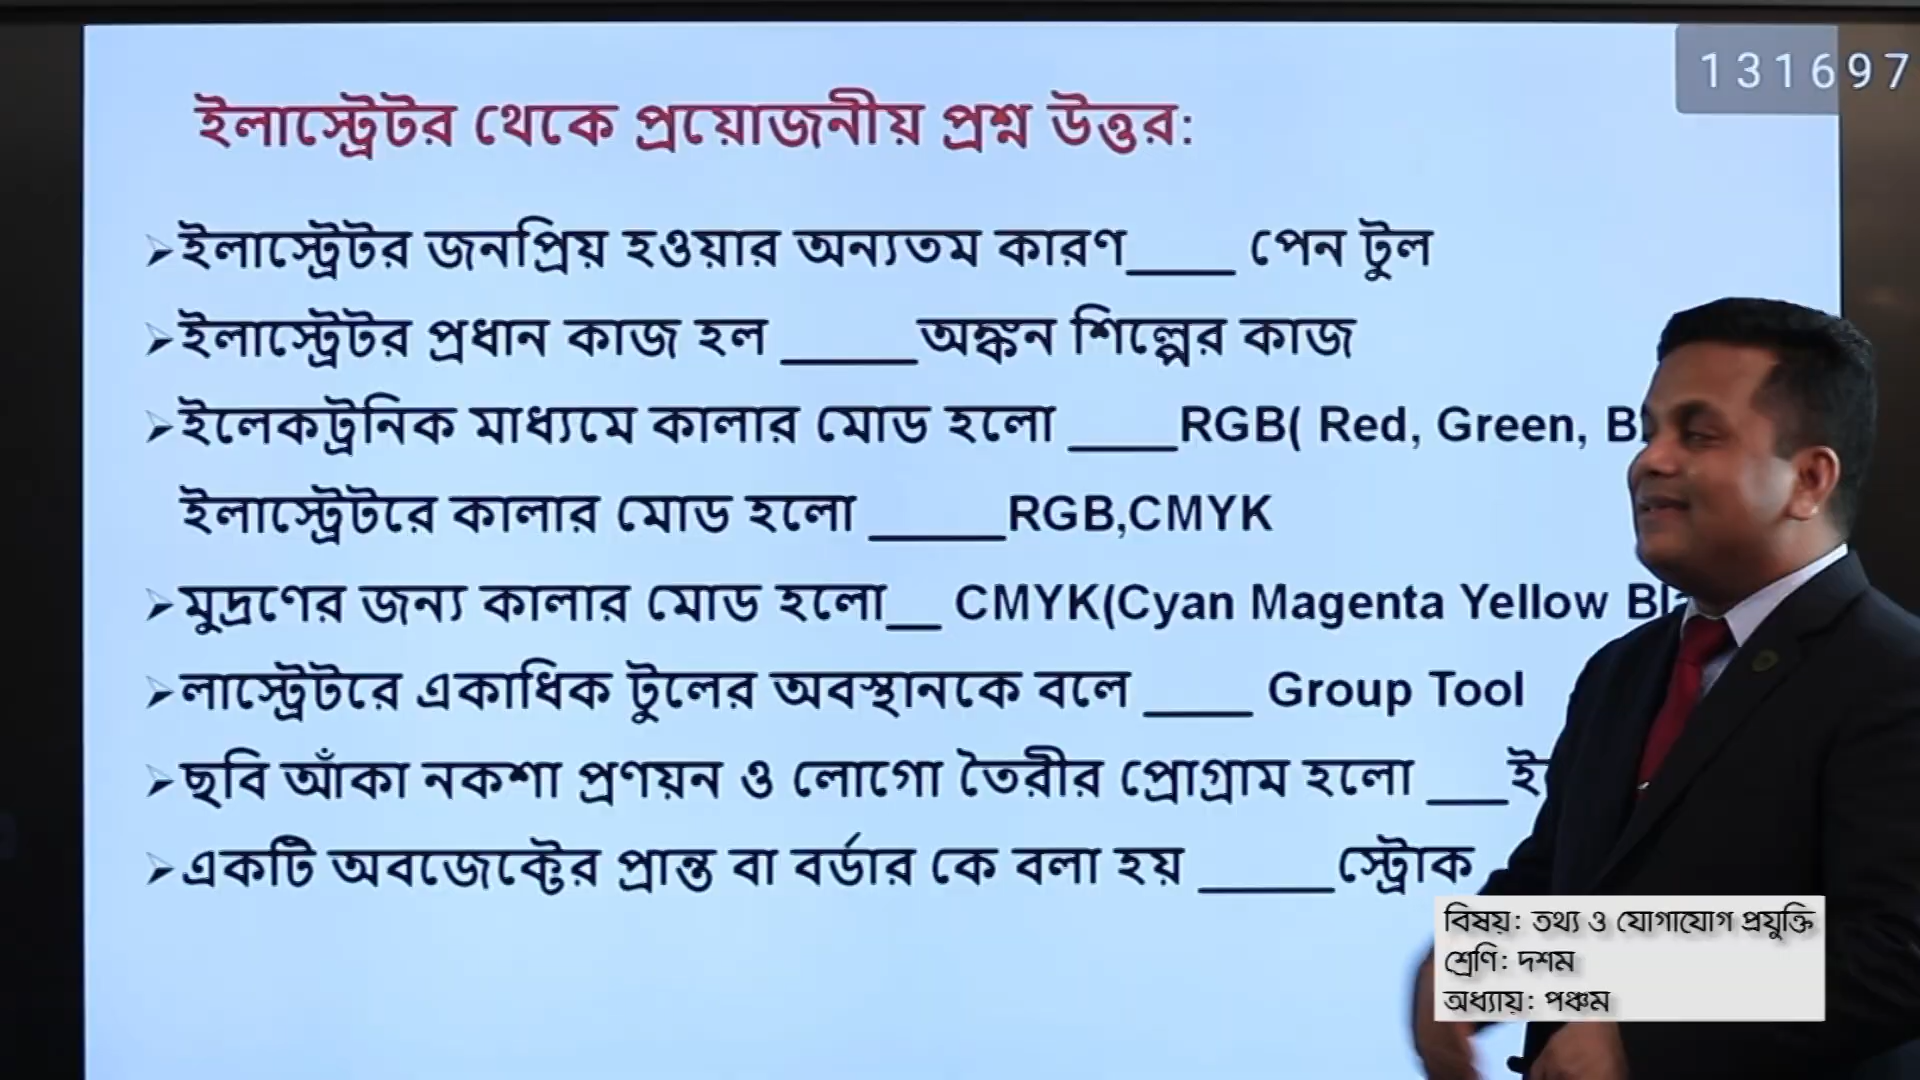 131697
ইলাস্ট্রেটর থেকে প্রয়োজনীয় প্রশ্ন উত্তর:
➢ইলাস্ট্রেটর জনপ্রিয় হওয়ার অন্যতম কারণ____ পেন টুল
➢ইলাস্ট্রেটর প্রধান কাজ হল _____অঙ্কন শিল্পের কাজ
➢ইলেকট্রনিক মাধ্যমে কালার মোড হলো ____RGB( Red, Green,
ইলাস্ট্রেটরে কালার মোড হলো _____RGB,CMYK
➢মুদ্রণের জন্য কালার মোড হলো__ CMYK(Cyan Magenta Yellow
➢লাস্ট্রেটরে একাধিক টুলের অবস্থানকে বলে ____ Group Tool
➢ছবি আঁকা নকশা প্রণয়ন ও লোগো তৈরীর প্রোগ্রাম হলো ___
➢একটি অবজেক্টের প্রান্ত বা বর্ডার কে বলা হয় _____স্ট্রোক
বিষয়: তথ্য ও যোগাযোগ প্রযুক্তি
শ্রেণি: দশম
অধ্যায়: পঞ্চম